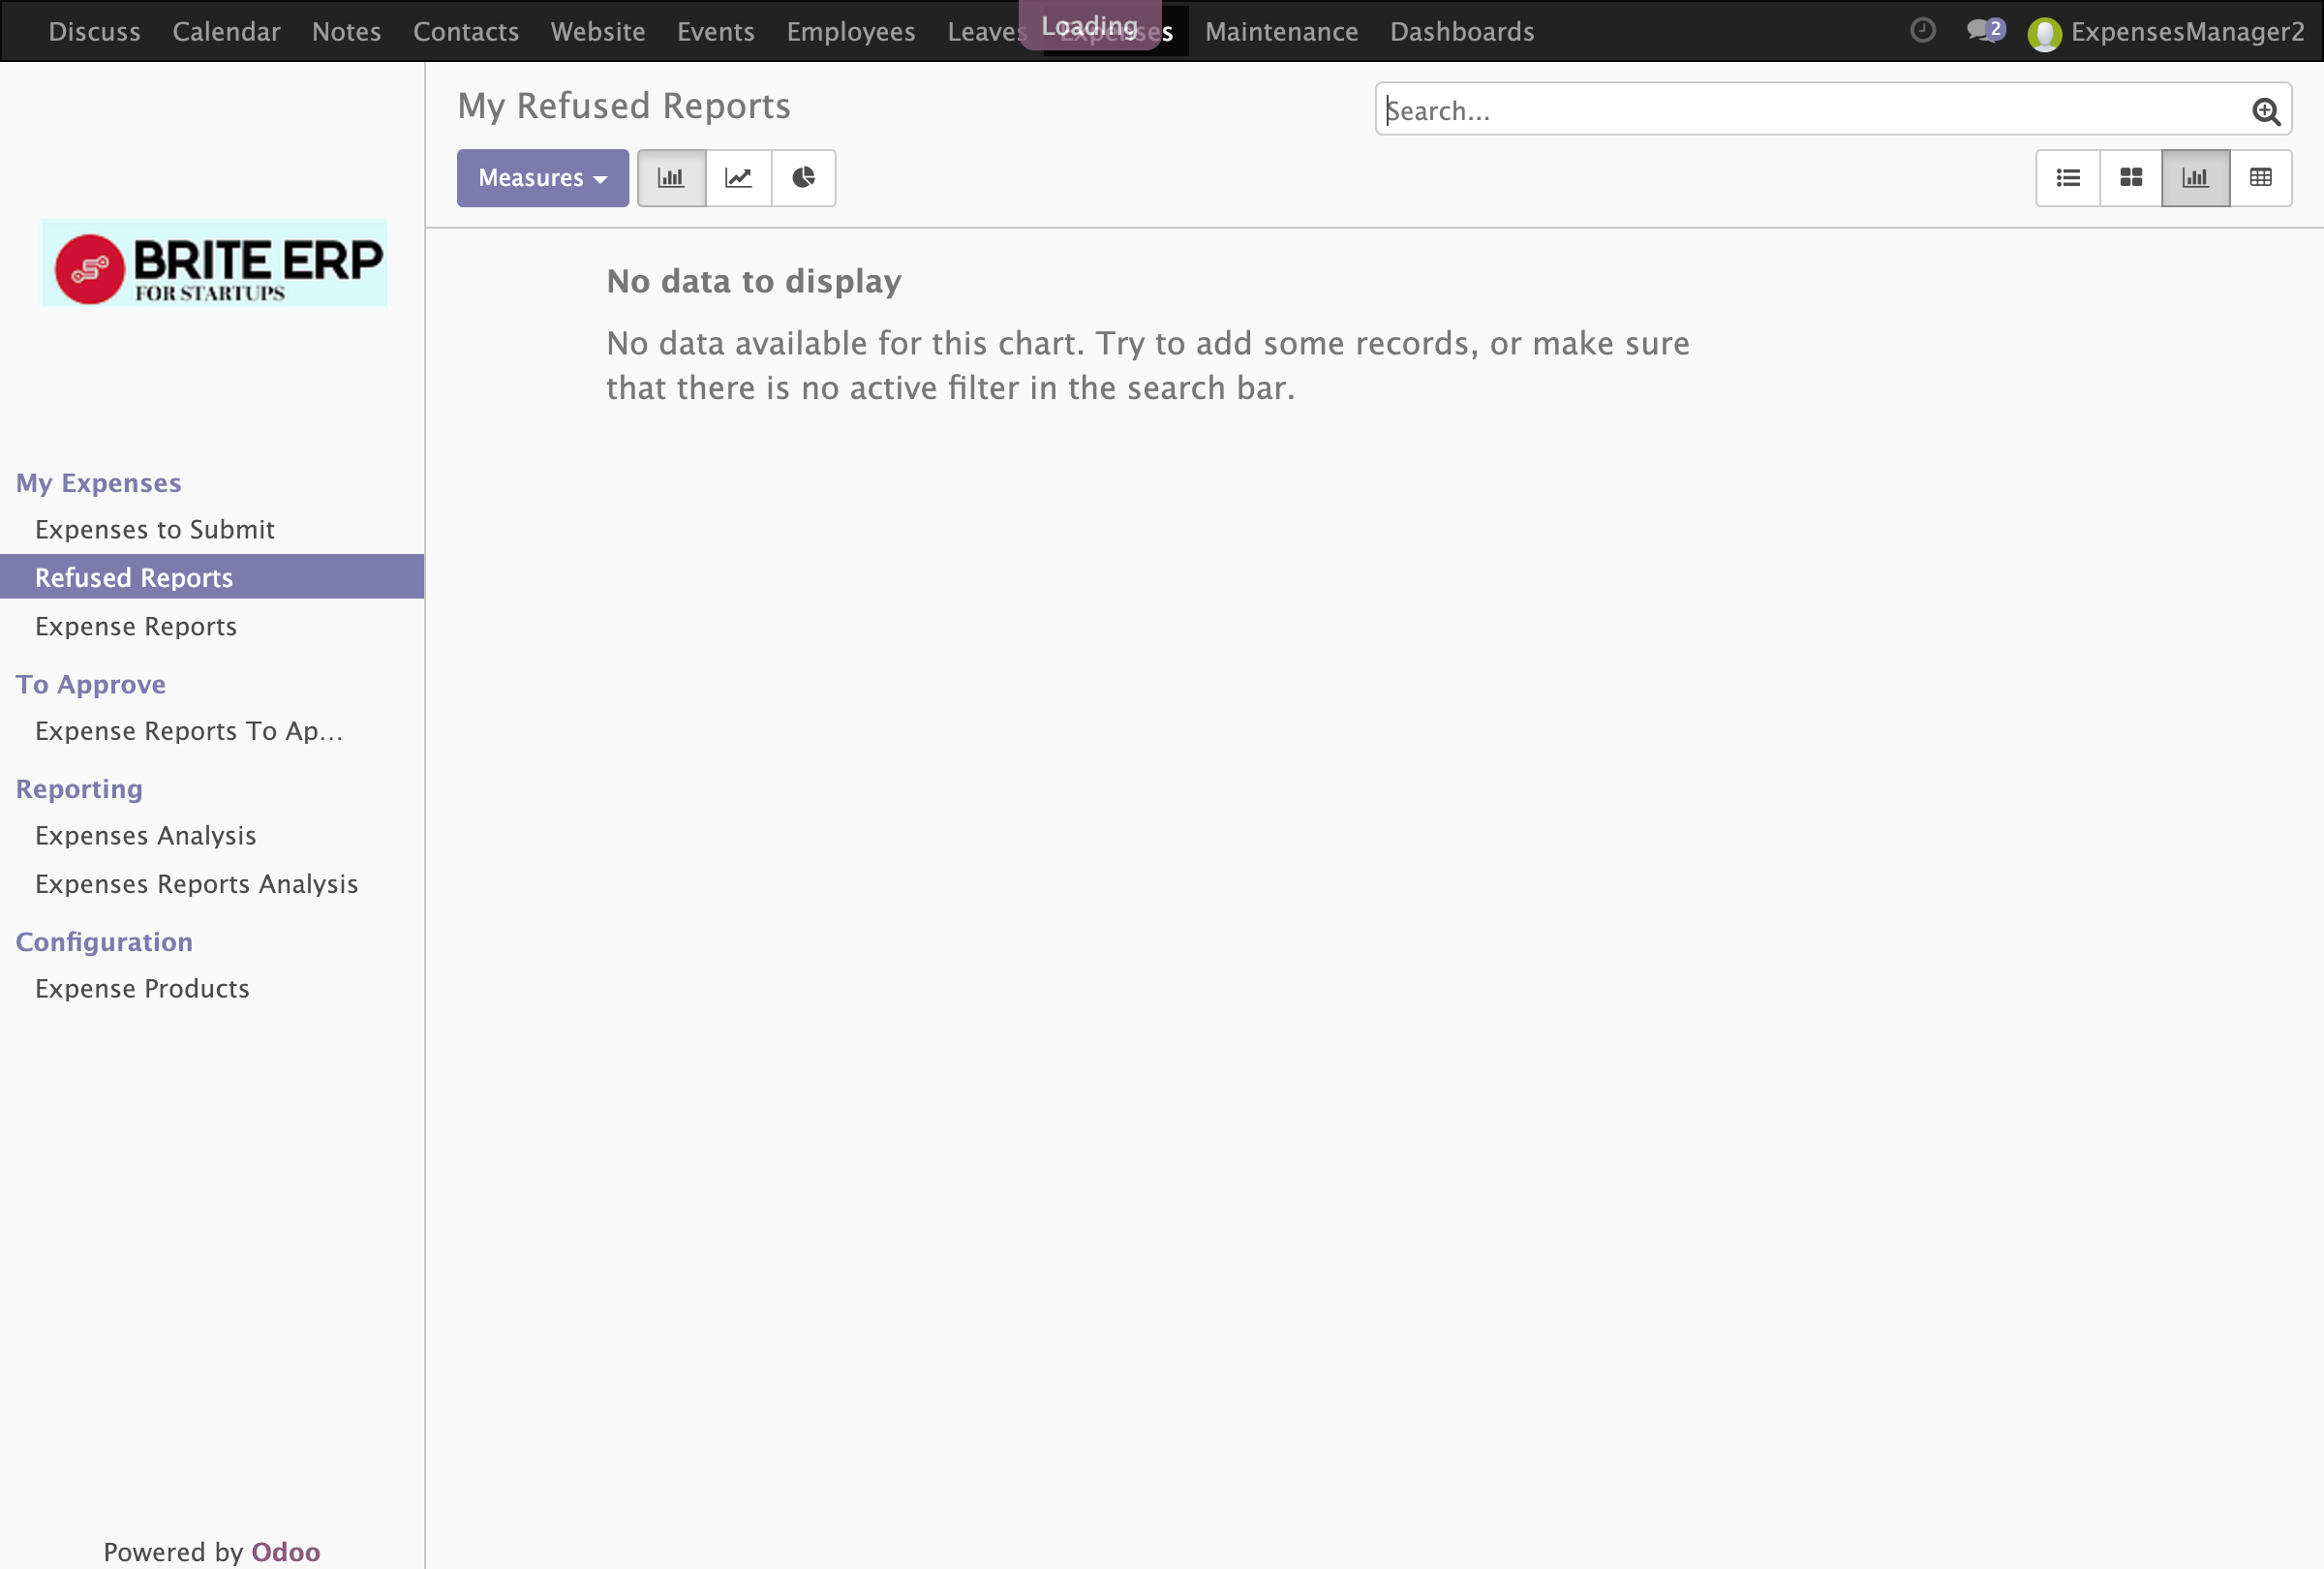 Discuss Calendar Notes Contacts Website Events Employees Leaves Expenses Maintenance Dashboards 2 ExpensesManager2
Loading
My Refused Reports
Search...
Measures
BRITE ERP
FOR STARTUPS
No data to display
No data available for this chart. Try to add some records, or make sure
that there is no active filter in the search bar.
My Expenses
Expenses to Submit
Refused Reports
Expense Reports
To Approve
Expense Reports To Ap...
Reporting
Expenses Analysis
Expenses Reports Analysis
Configuration
Expense Products
Powered by Odoo